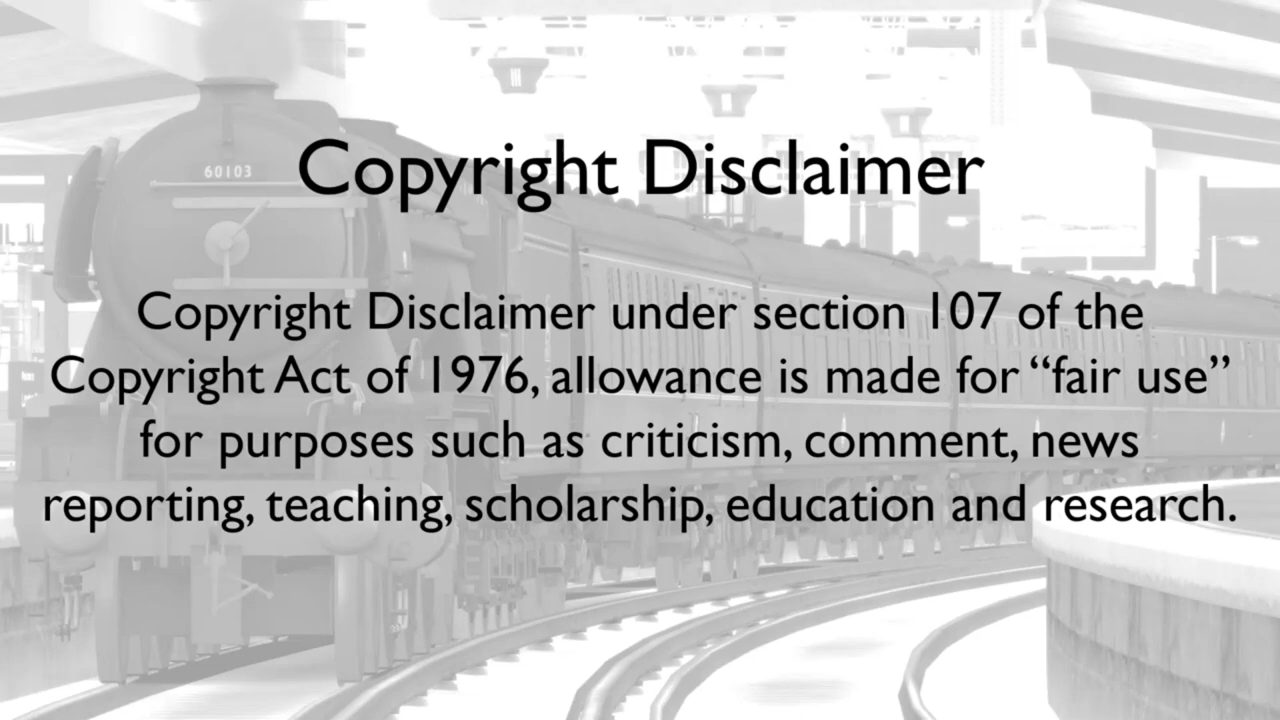 60103
Copyright Disclaimer
Copyright Disclaimer under section 107 of the
Copyright Act of 1976, allowance is made for “fair use”
for purposes such as criticism, comment, news
reporting, teaching, scholarship, education and research.